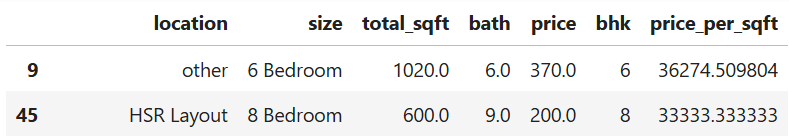 location size total_sqft bath price bhk price_per_sqft
9 other 6 Bedroom 1020.0 6.0 370.0 6 36274.509804
45 HSR Layout 8 Bedroom 600.0 9.0 200.0 8 33333.333333